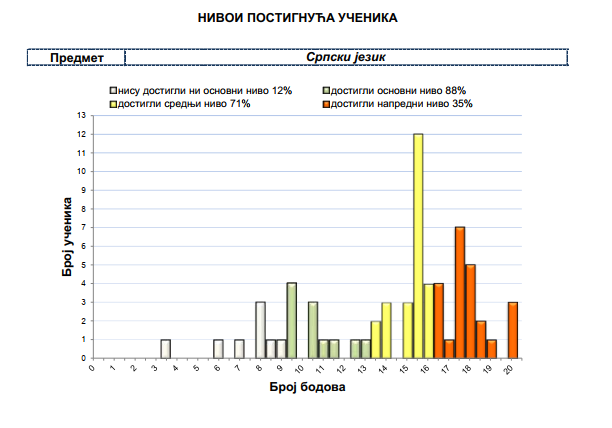 НИВОИ ПОСТИГНУЋА УЧЕНИКА
Предмет Српски језик
нису достигли ни основни ниво 12% достигли основни ниво 88%
достигли средњи ниво 71% достигли напредни ниво 35%
13
12
11
10
9
8
7
6
5
4
3
2
1
0
Број ученика
0 1 2 3 4 5 6 7 8 9 10 11 12 13 14 15 16 17 18 19 20
Број бодова